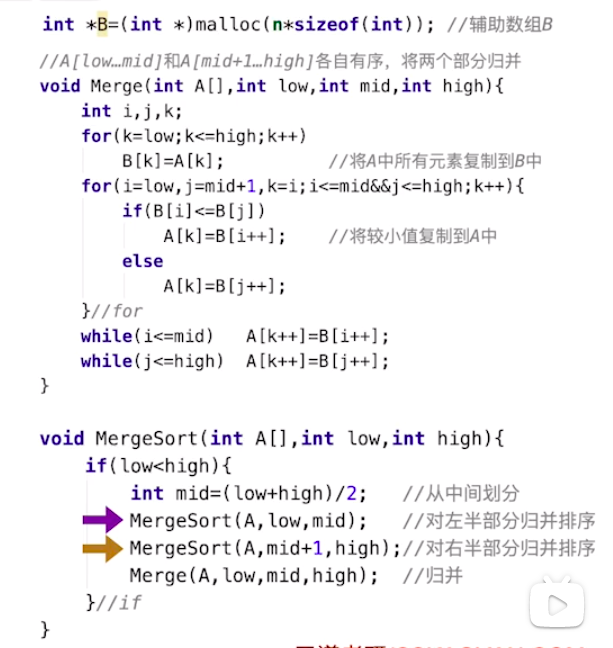 int *B=(int *)malloc(n*sizeof(int)); //辅助数组B
//A[low…mid]和A[mid+1…high]各自有序，将两个部分归并
void Merge(int A[],int low,int mid,int high){
int i,j,k;
for(k=low;k<=high;k++)
B[k]=A[k]; //将A中所有元素复制到B中
for(i=low,j=mid+1,k=i;i<=mid&&j<=high;k++){
if(B[i]<=B[j])
A[k]=B[i++]; //将较小值复制到A中
else
A[k]=B[j++];
}//for
while(i<=mid) A[k++]=B[i++];
while(j<=high) A[k++]=B[j++];
}
void MergeSort(int A[],int low,int high){
if(low<high){
int mid=(low+high)/2; //从中间划分
MergeSort(A,low,mid); //对左半部分归并排序
MergeSort(A,mid+1,high);//对右半部分归并排序
Merge(A,low,mid,high); //归并
}//if
}